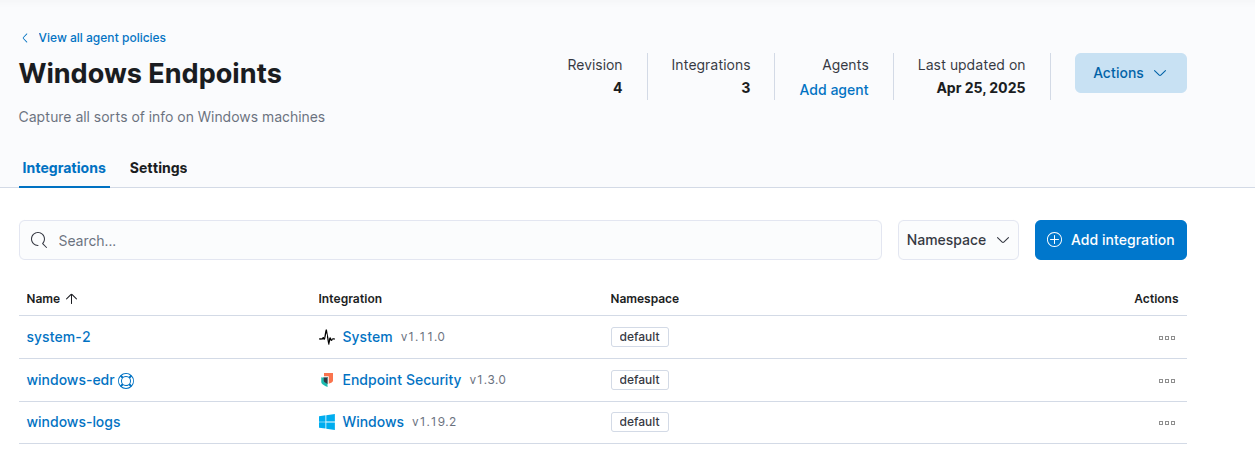 View all agent policies
Windows Endpoints
Capture all sorts of info on Windows machines
Revision
4
Integrations
3
Agents
Add agent
Last updated on
Apr 25, 2025
Actions
Integrations Settings
Search...
Namespace
Add integration
Name Integration Namespace Actions
system-2 System v1.11.0 default
windows-edr Endpoint Security v1.3.0 default
windows-logs Windows v1.19.2 default